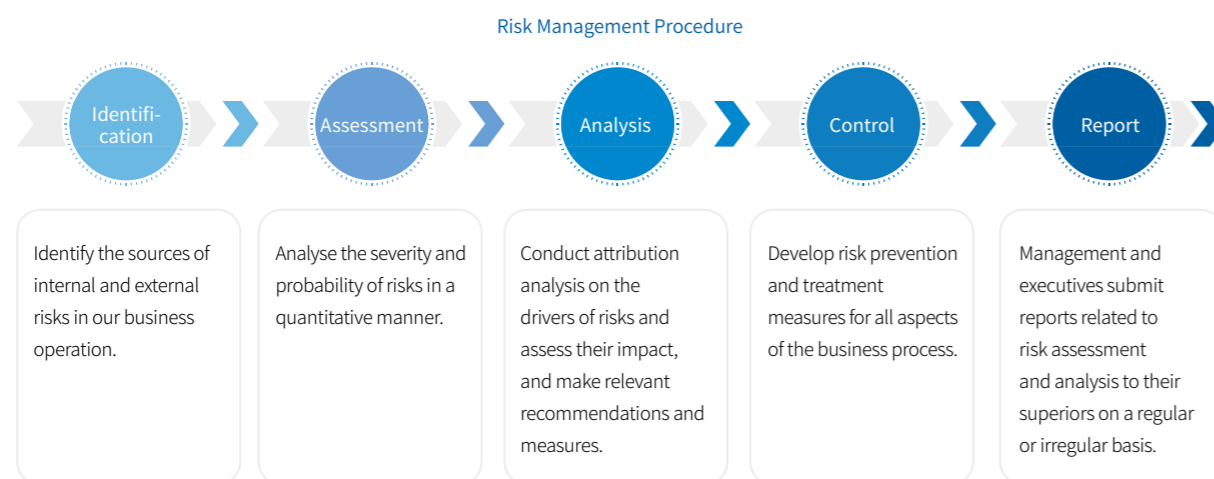 Risk Management Procedure
Identifi-
cation
Assessment
Analysis
Control
Report
Identify the sources of
internal and external
risks in our business
operation.
Analyse the severity and
probability of risks in a
quantitative manner.
Conduct attribution
analysis on the
drivers of risks and
assess their impact,
and make relevant
recommendations and
measures.
Develop risk prevention
and treatment
measures for all aspects
of the business process.
Management and
executives submit
reports related to
risk assessment
and analysis to their
superiors on a regular
or irregular basis.